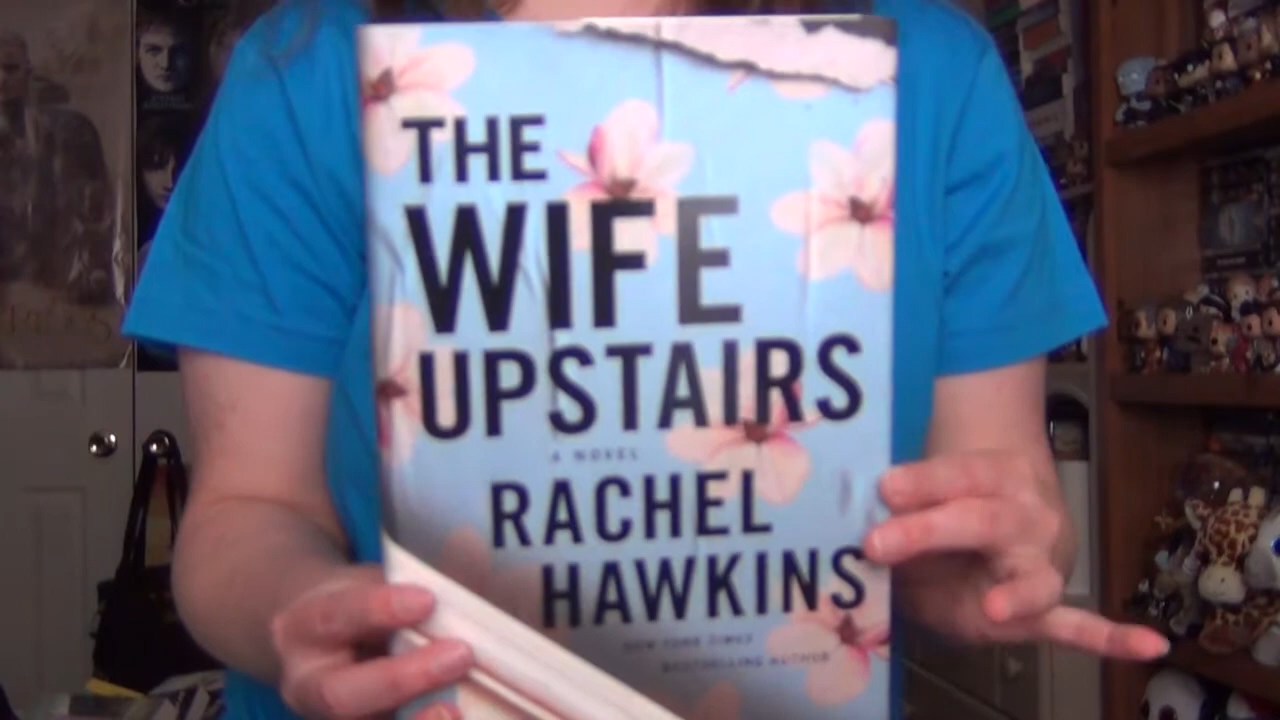 THE
WIFE
UPSTAIRS
A NOVEL
RACHEL
HAWKINS
NEW YORK TIMES
BESTSELLING AUTHOR